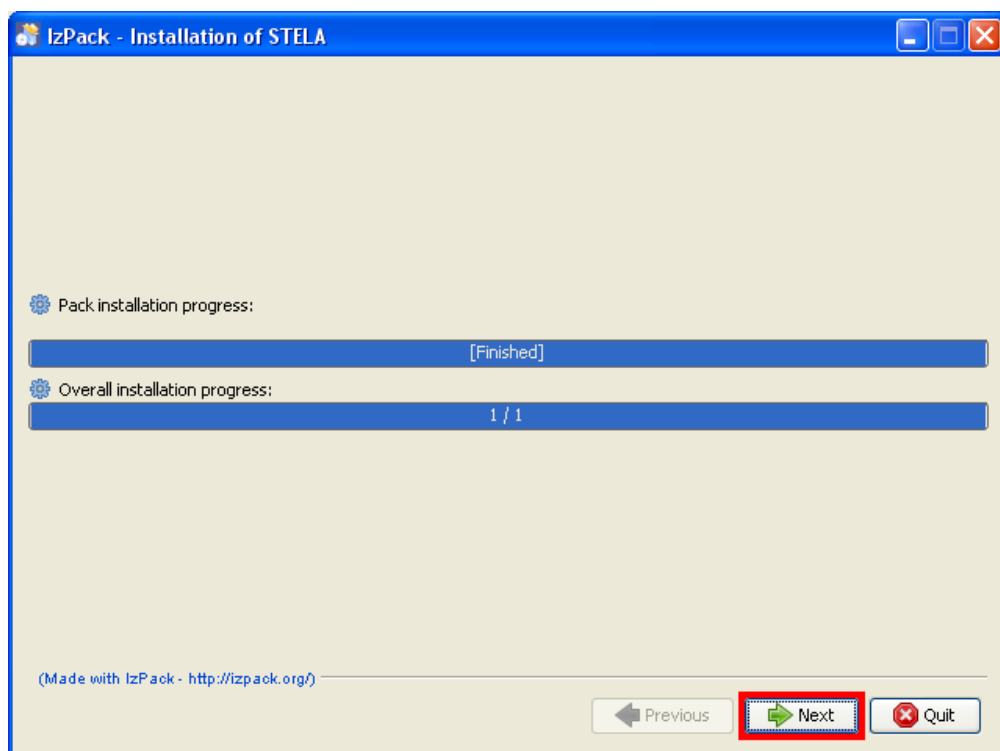 IzPack - Installation of STELA
Pack installation progress:
[Finished]
Overall installation progress:
1 / 1
(Made with IzPack - http://izpack.org/)
Previous
Next
Quit